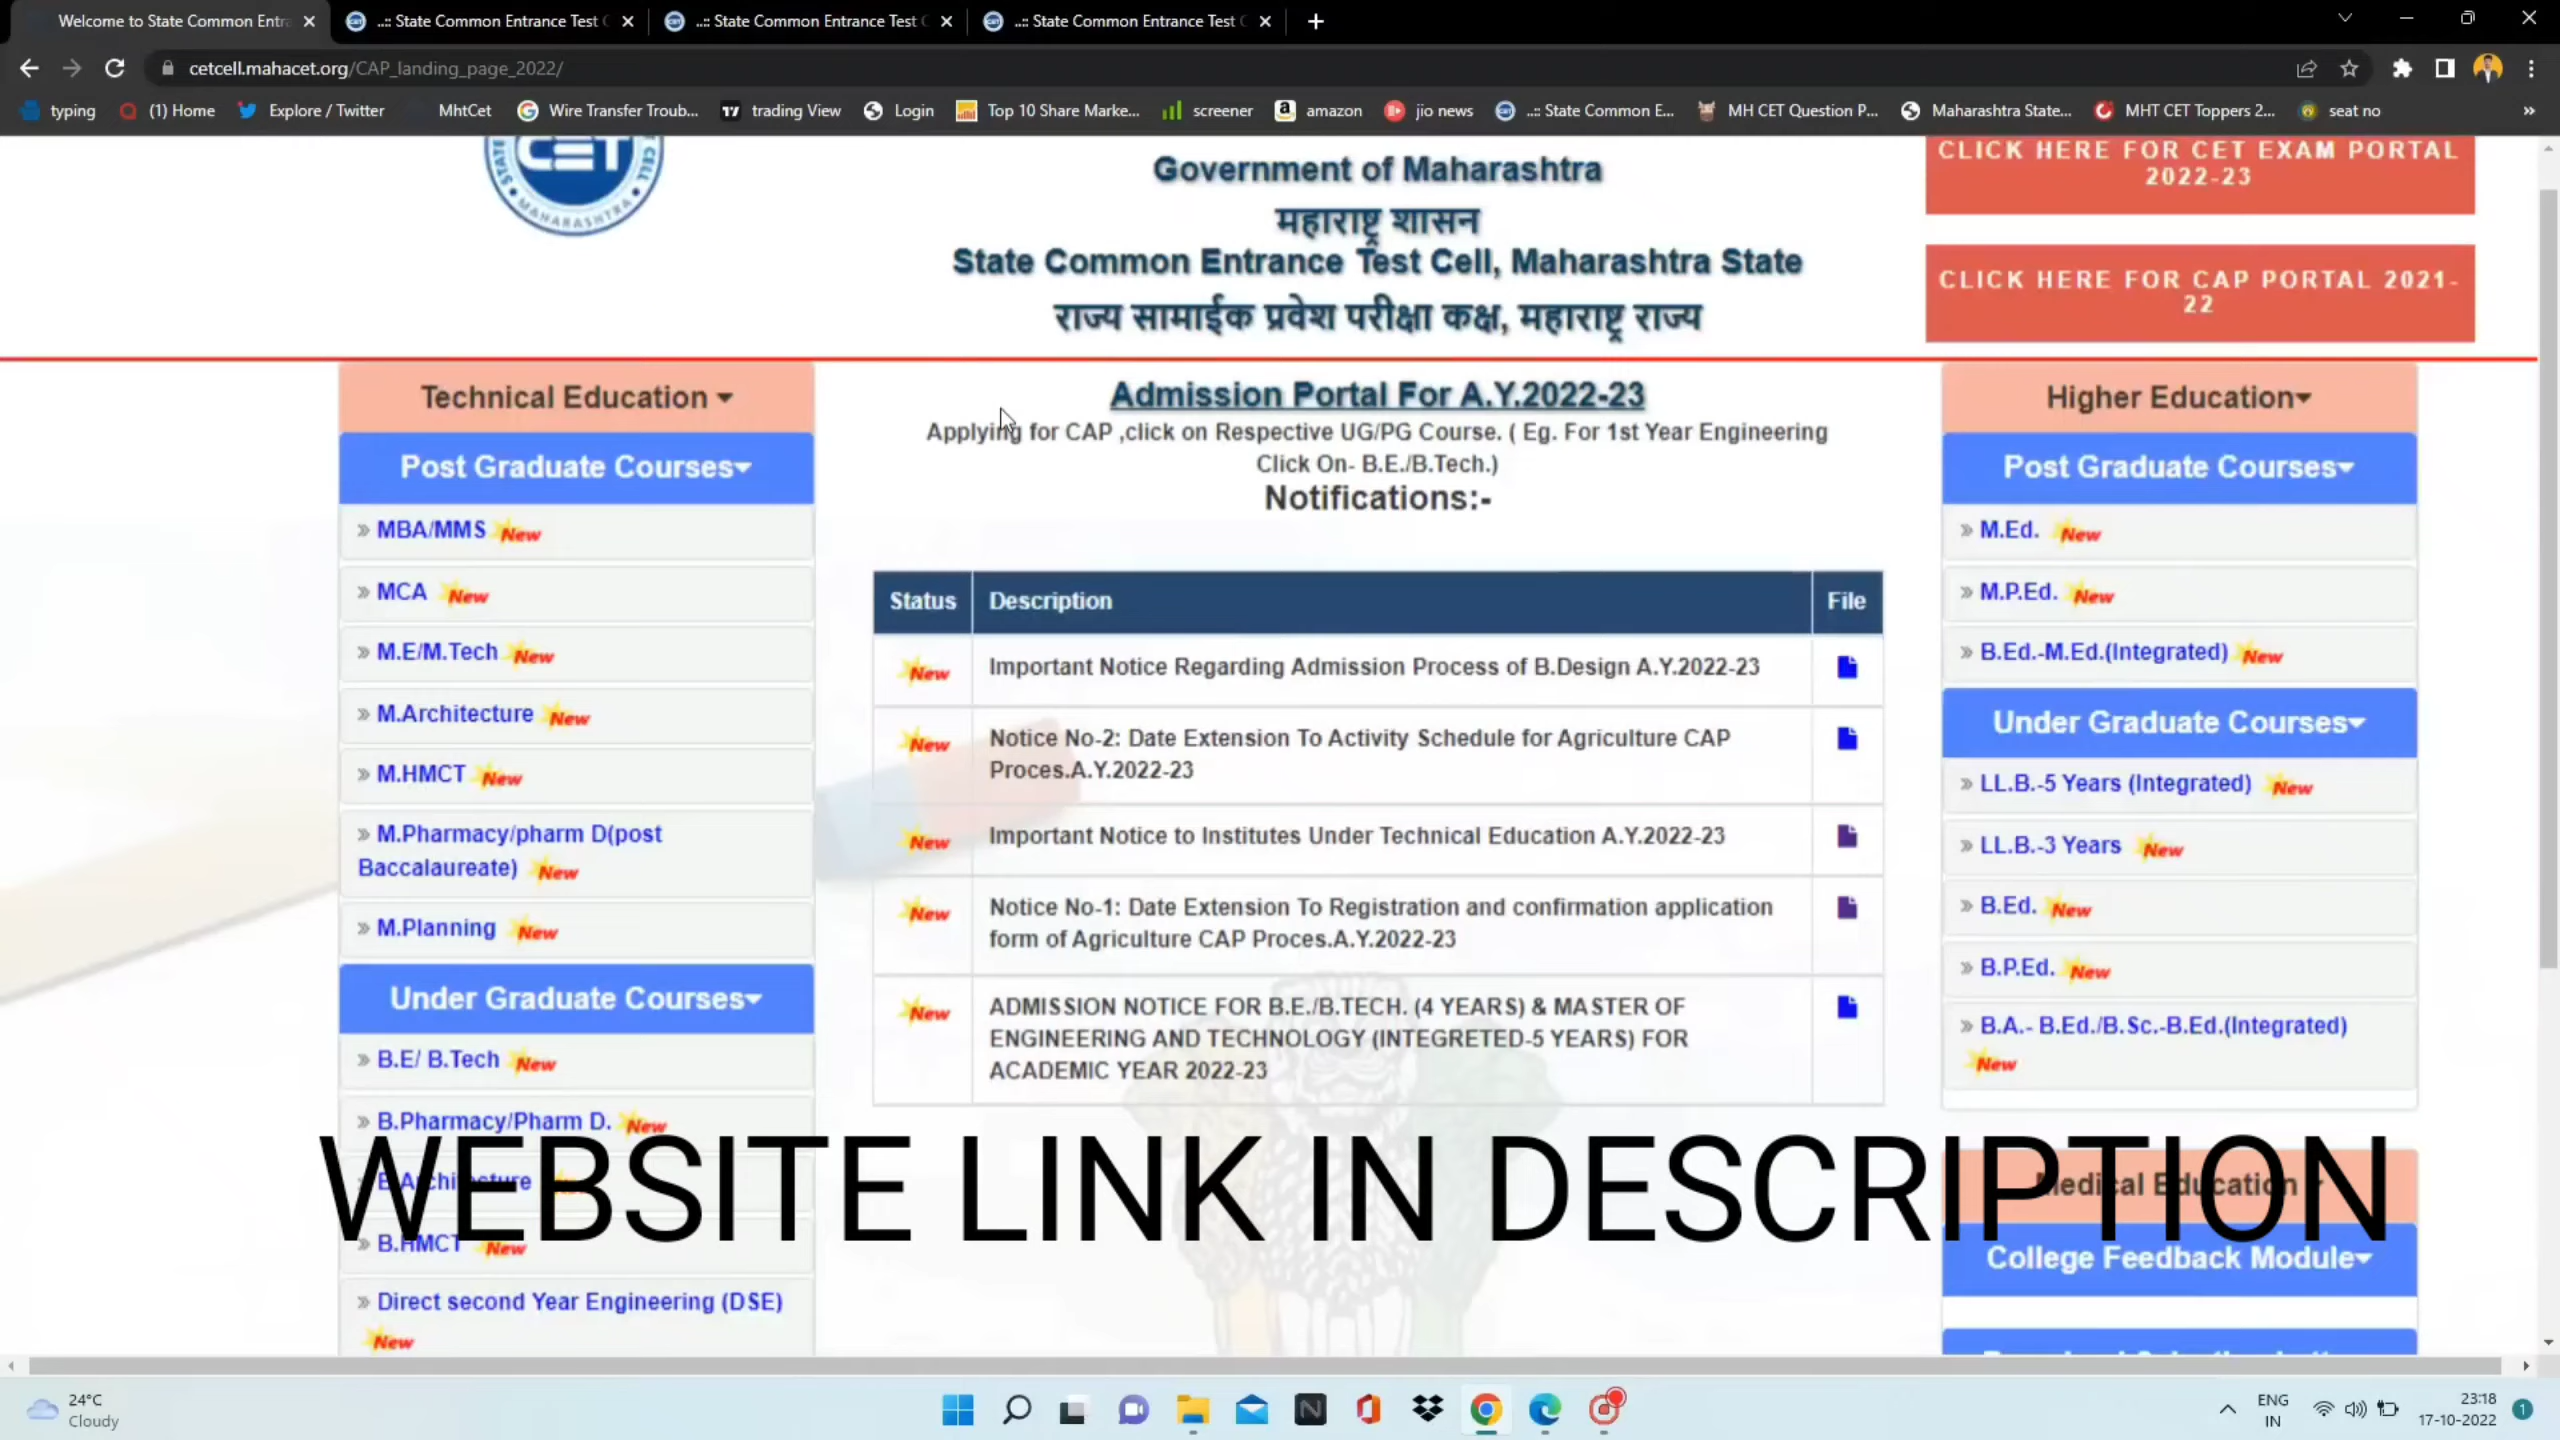 Welcome to State Common Entra
..:: State Common Entrance Test C
..:: State Common Entrance Test C
..:: State Common Entrance Test C
cetcell.mahacet.org/CAP_landing_page_2022/
typing
(1) Home
Explore / Twitter
MhtCet
Wire Transfer Troub...
trading View
Login
Top 10 Share Marke...
screener
amazon
jio news
..:: State Common E...
MH CET Question P...
Maharashtra State...
MHT CET Toppers 2...
seat no
CET
STATE
CELL
MAHARASHTRA
Government of Maharashtra
महाराष्ट्र शासन
State Common Entrance Test Cell, Maharashtra State
राज्य सामाईक प्रवेश परीक्षा कक्ष, महाराष्ट्र राज्य
CLICK HERE FOR CET EXAM PORTAL
2022-23
CLICK HERE FOR CAP PORTAL 2021-
22
Technical Education
Post Graduate Courses
» MBA/MMS New
» MCA New
» M.E/M.Tech New
» M.Architecture New
» M.HMCT New
» M.Pharmacy/pharm D(post
Baccalaureate) New
» M.Planning New
Under Graduate Courses
» B.E/ B.Tech New
» B.Pharmacy/Pharm D. New
» B.Architecture
» B.HMCT New
» Direct second Year Engineering (DSE)
New
Admission Portal For A.Y.2022-23
Applying for CAP ,click on Respective UG/PG Course. ( Eg. For 1st Year Engineering
Click On- B.E./B.Tech.)
Notifications:-
Status Description File
New Important Notice Regarding Admission Process of B.Design A.Y.2022-23
New Notice No-2: Date Extension To Activity Schedule for Agriculture CAP
Proces.A.Y.2022-23
New Important Notice to Institutes Under Technical Education A.Y.2022-23
New Notice No-1: Date Extension To Registration and confirmation application
form of Agriculture CAP Proces.A.Y.2022-23
New ADMISSION NOTICE FOR B.E./B.TECH. (4 YEARS) & MASTER OF
ENGINEERING AND TECHNOLOGY (INTEGRETED-5 YEARS) FOR
ACADEMIC YEAR 2022-23
Higher Education
Post Graduate Courses
» M.Ed. New
» M.P.Ed. New
» B.Ed.-M.Ed.(Integrated) New
Under Graduate Courses
» LL.B.-5 Years (Integrated) New
» LL.B.-3 Years New
» B.Ed. New
» B.P.Ed. New
» B.A.- B.Ed./B.Sc.-B.Ed.(Integrated)
New
Medical Education
College Feedback Module
WEBSITE LINK IN DESCRIPTION
24°C
Cloudy
ENG
IN
23:18
17-10-2022
1